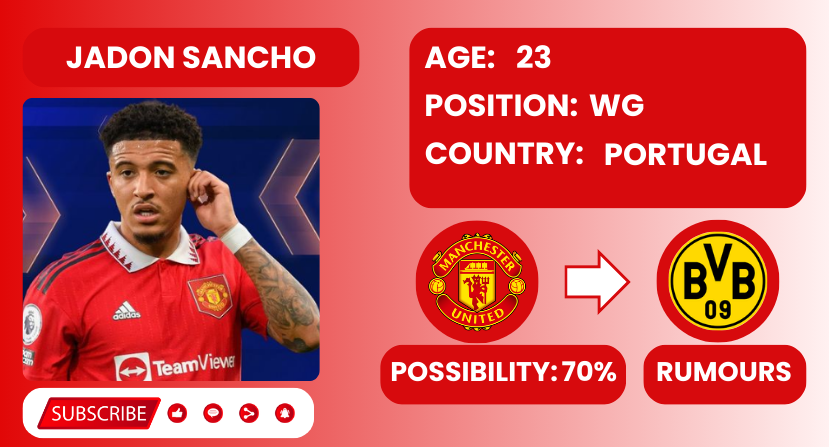 JADON SANCHO
AGE: 23
POSITION: WG
COUNTRY: PORTUGAL
adidas
TeamViewer
MANCHESTER
UNITED
BVB
09
POSSIBILITY: 70%
RUMOURS
SUBSCRIBE